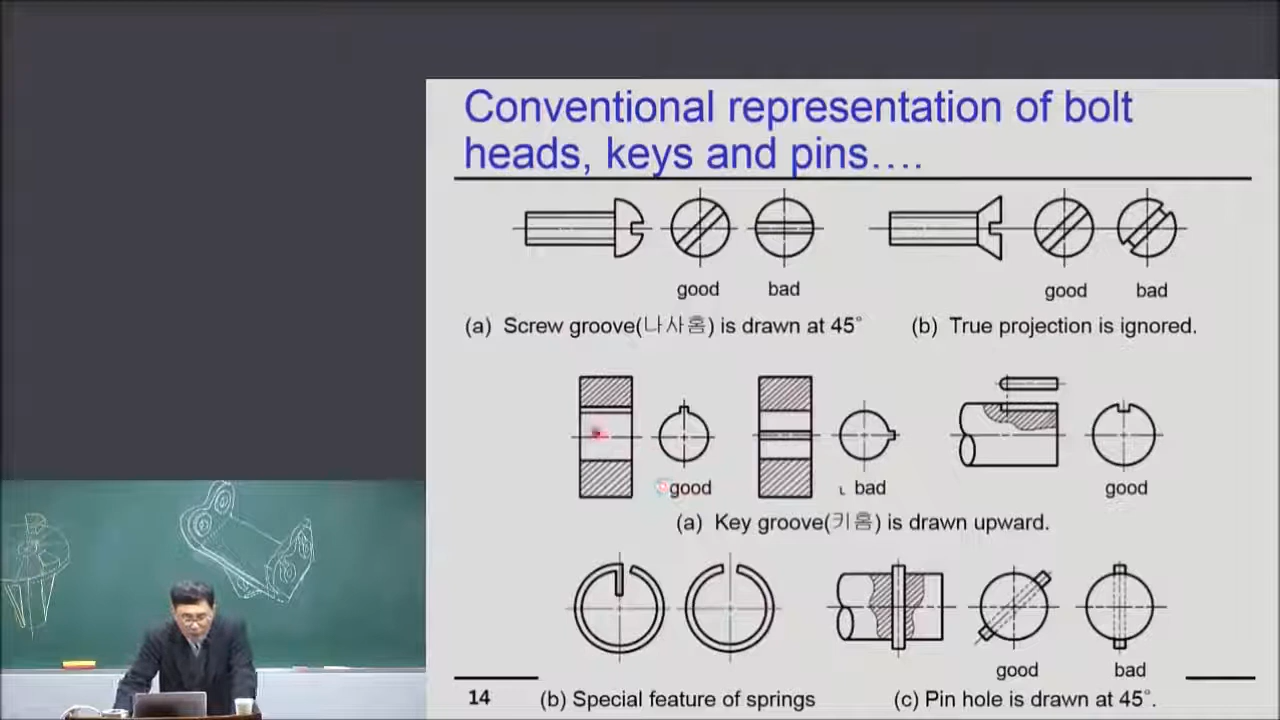 Conventional representation of bolt
heads, keys and pins….
good
bad
good
bad
(a) Screw groove(나사홈) is drawn at 45˚
(b) True projection is ignored.
good
ㄴ bad
good
(a) Key groove(키홈) is drawn upward.
good
bad
14
(b) Special feature of springs
(c) Pin hole is drawn at 45˚.